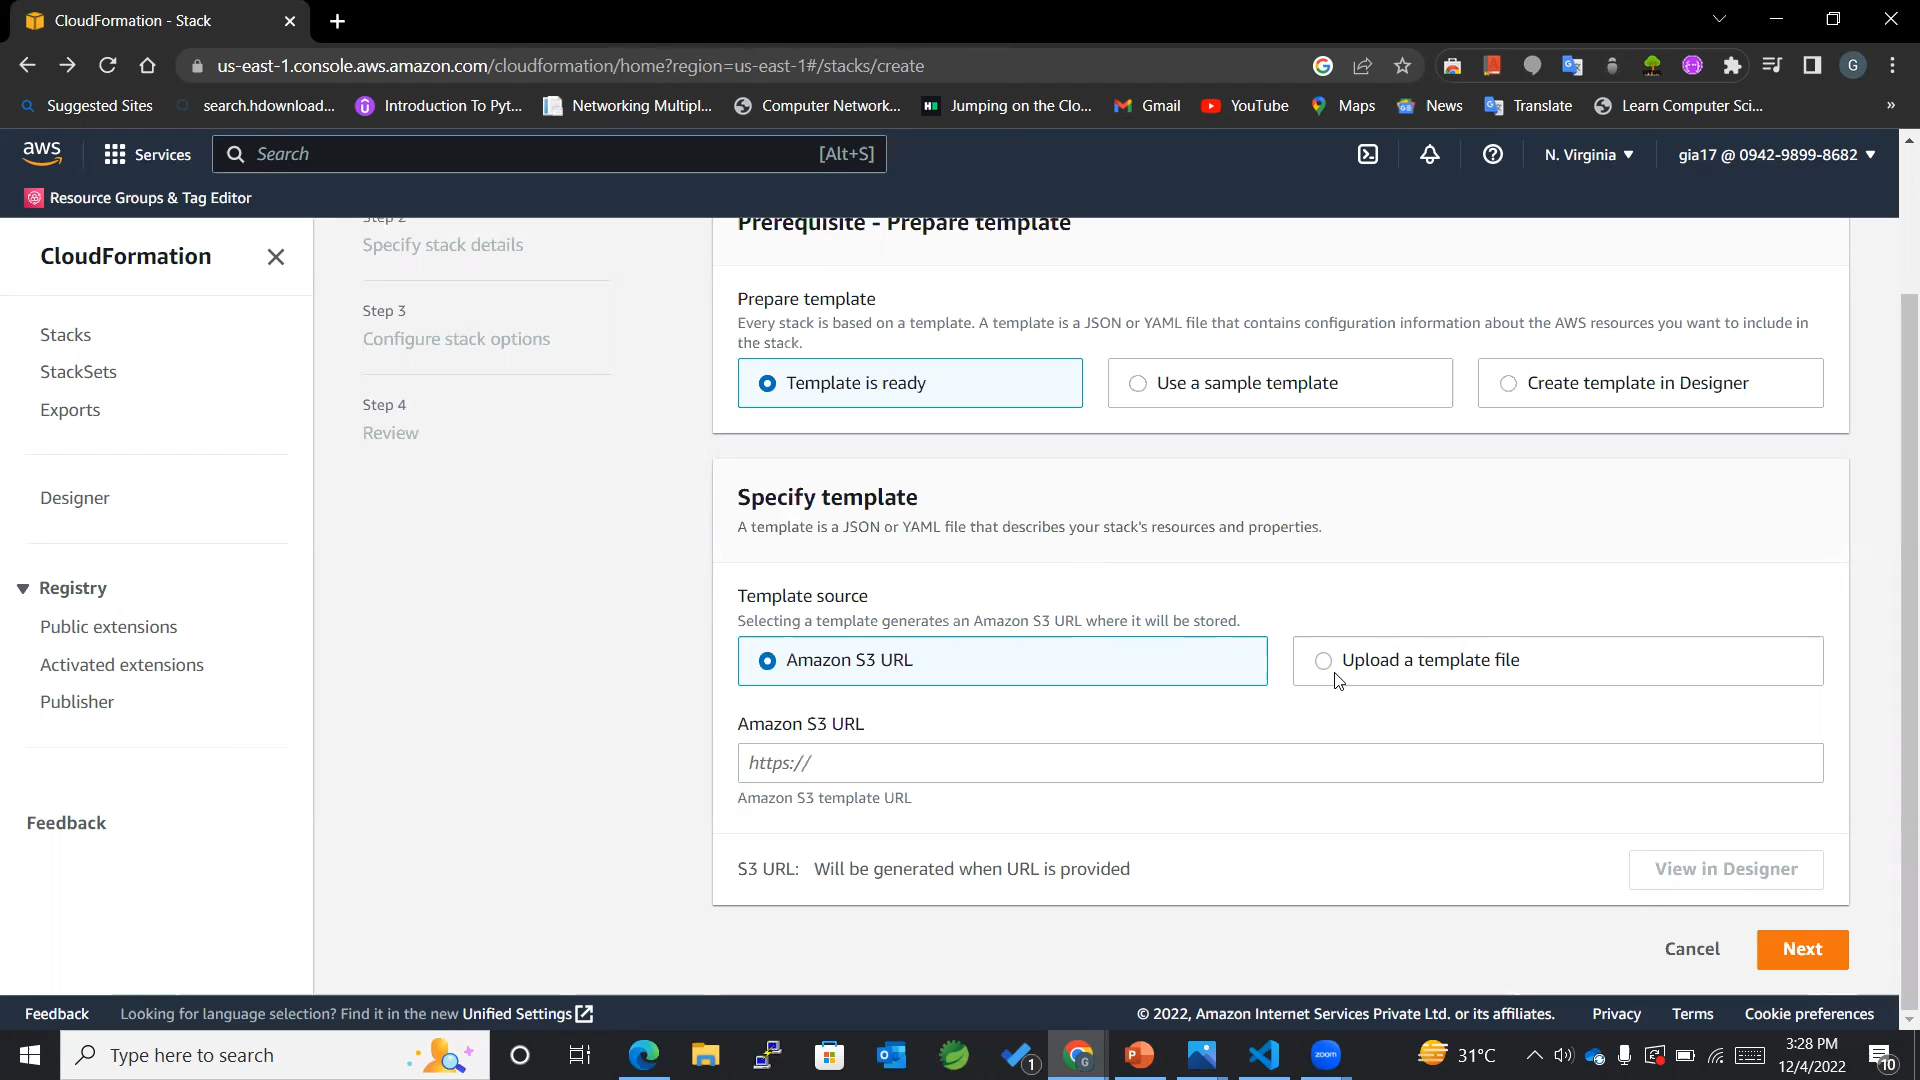 CloudFormation - Stack
us-east-1.console.aws.amazon.com/cloudformation/home?region=us-east-1#/stacks/create
G
Suggested Sites
search.hdownload...
Introduction To Pyt...
Networking Multipl...
Computer Network...
Jumping on the Clo...
Gmail
YouTube
Maps
News
Translate
Learn Computer Sci...
»
aws
Services
Search
[Alt+S]
N. Virginia
gia17 @ 0942-9899-8682
Resource Groups & Tag Editor
CloudFormation
Stacks
StackSets
Exports
Designer
Registry
Public extensions
Activated extensions
Publisher
Feedback
Step 2
Specify stack details
Step 3
Configure stack options
Step 4
Review
Prerequisite - Prepare template
Prepare template
Every stack is based on a template. A template is a JSON or YAML file that contains configuration information about the AWS resources you want to include in
the stack.
Template is ready
Use a sample template
Create template in Designer
Specify template
A template is a JSON or YAML file that describes your stack's resources and properties.
Template source
Selecting a template generates an Amazon S3 URL where it will be stored.
Amazon S3 URL
Upload a template file
Amazon S3 URL
https://
Amazon S3 template URL
S3 URL: Will be generated when URL is provided
View in Designer
Cancel
Next
Feedback
Looking for language selection? Find it in the new Unified Settings
© 2022, Amazon Internet Services Private Ltd. or its affiliates.
Privacy
Terms
Cookie preferences
Type here to search
1
zoom
31°C
3:28 PM
12/4/2022
10